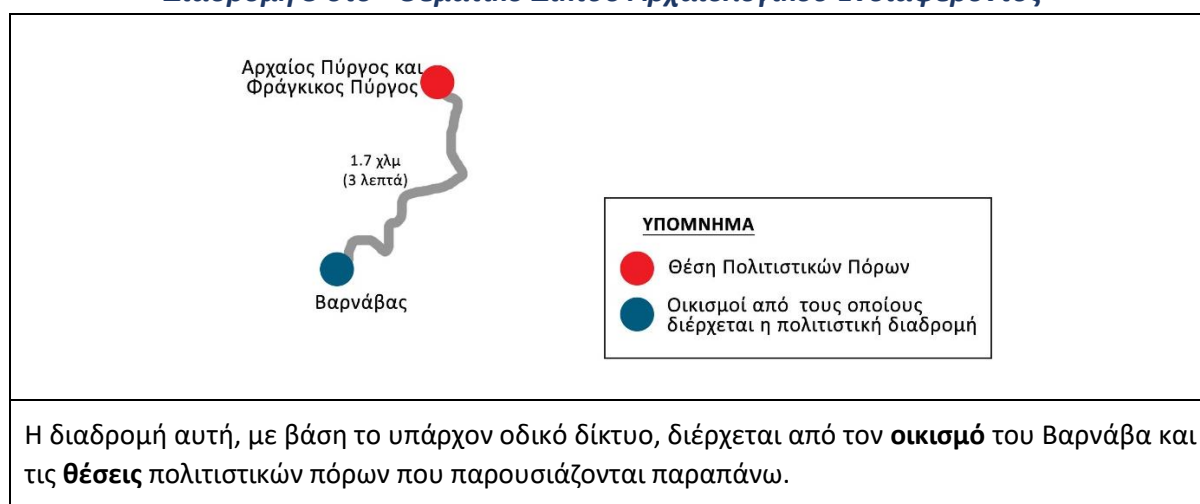 Αρχαίος Πύργος και
Φράγκικος Πύργος
1.7 χλμ
(3 λεπτά)
Βαρνάβας
ΥΠΟΜΝΗΜΑ
Θέση Πολιτιστικών Πόρων
Οικισμοί από τους οποίους
διέρχεται η πολιτιστική διαδρομή
Η διαδρομή αυτή, με βάση το υπάρχον οδικό δίκτυο, διέρχεται από τον οικισμό του Βαρνάβα και
τις θέσεις πολιτιστικών πόρων που παρουσιάζονται παραπάνω.